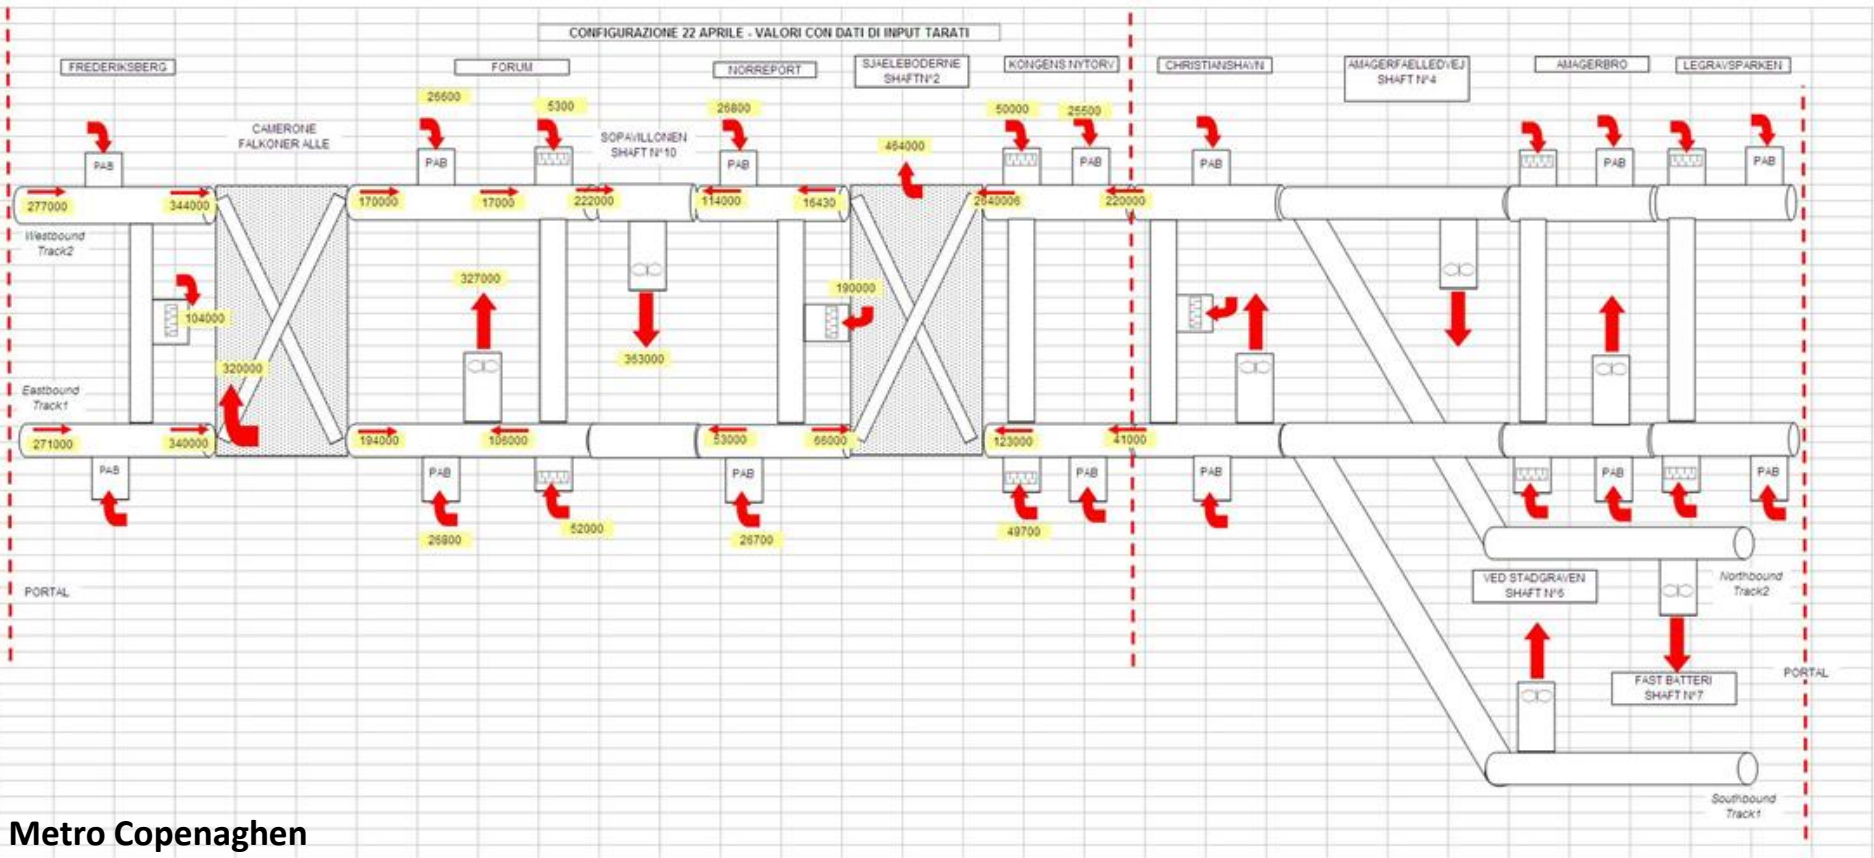 CONFIGURAZIONE 22 APRILE - VALORI CON DATI DI INPUT TARATI
FREDERIKSBERG
FORUM
NORREPORT
SJAELEBODERNE
SHAFTN°2
KONGENS NYTORV
CHRISTIANSHAVN
AMAGERFAELLEDVEJ
SHAFT N°4
AMAGERBRO
LEGRAVSPARKEN
26600
5300
26800
50000
25500
CAMERONE
FALKONER ALLE
SOPAVILLONEN
SHAFT N°10
464000
PAB
PAB
PAB
PAB
PAB
PAB
PAB
277000
344000
170000
17000
222000
114000
16430
2640006
220000
Westbound
Track2
104000
327000
363000
190000
320000
Eastbound
Track1
271000
340000
194000
106000
53000
66000
123000
41000
PAB
PAB
PAB
PAB
PAB
PAB
PAB
26800
52000
26700
49700
PORTAL
VED STADGRAVEN
SHAFT N°6
Northbound
Track2
FAST BATTERI
SHAFT N°7
PORTAL
Southbound
Track1
Metro Copenaghen